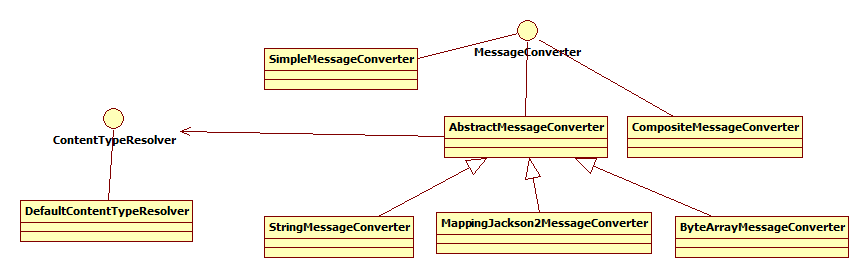 MessageConverter
SimpleMessageConverter
ContentTypeResolver
AbstractMessageConverter
CompositeMessageConverter
DefaultContentTypeResolver
StringMessageConverter
MappingJackson2MessageConverter
ByteArrayMessageConverter